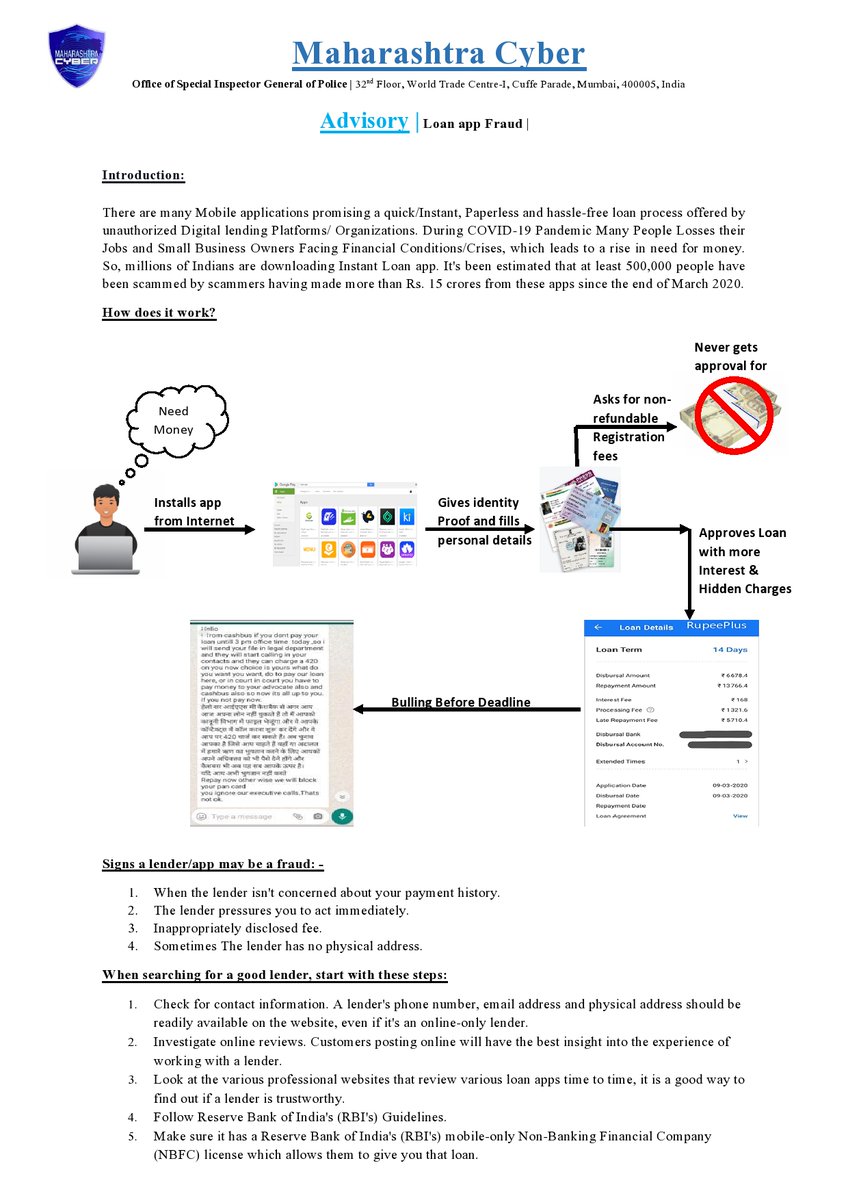 MAHARASHTRA
CYBER
Maharashtra Cyber
Office of Special Inspector General of Police | 32nd Floor, World Trade Centre-I, Cuffe Parade, Mumbai, 400005, India
Advisory | Loan app Fraud |
Introduction:
There are many Mobile applications promising a quick/Instant, Paperless and hassle-free loan process offered by
unauthorized Digital lending Platforms/ Organizations. During COVID-19 Pandemic Many People Losses their
Jobs and Small Business Owners Facing Financial Conditions/Crises, which leads to a rise in need for money.
So, millions of Indians are downloading Instant Loan app. It's been estimated that at least 500,000 people have
been scammed by scammers having made more than Rs. 15 crores from these apps since the end of March 2020.
How does it work?
Need
Money
Installs app
from Internet
Google Play
Apps
Gives identity
Proof and fills
personal details
Asks for non-
refundable
Registration
fees
Never gets
approval for
Approves Loan
with more
Interest &
Hidden Charges
Loan Details RupeePlus
Loan Term 14 Days
Disbursal Amount ₹ 6678.4
Repayment Amount ₹ 13766.4
Interest Fee ₹ 168
Processing Fee ₹ 1321.6
Late Repayment Fee ₹ 5710.4
Disbursal Bank
Disbursal Account No.
Extended Times 1 >
Application Date 09-03-2020
Disbursal Date 09-03-2020
Repayment Date
Loan Agreement View
Bulling Before Deadline
Hello
I from cashbus if you dont pay your
loan untill 3 pm office time today ,so i
will send your file in legal department
and they will start calling in your
contacts and they can charge a 420
on you now choice is yours what do
you want you want, do to pay our loan
here, or in court in court you have to
pay money to your advocate also and
cashbus also so now its all up to you.
if you not pay now.
Repay now other wise we will block
your pan card
you ignore our executive calls,Thats
not ok.
Type a message
Signs a lender/app may be a fraud: -
1. When the lender isn't concerned about your payment history.
2. The lender pressures you to act immediately.
3. Inappropriately disclosed fee.
4. Sometimes The lender has no physical address.
When searching for a good lender, start with these steps:
1. Check for contact information. A lender's phone number, email address and physical address should be
readily available on the website, even if it's an online-only lender.
2. Investigate online reviews. Customers posting online will have the best insight into the experience of
working with a lender.
3. Look at the various professional websites that review various loan apps time to time, it is a good way to
find out if a lender is trustworthy.
4. Follow Reserve Bank of India's (RBI's) Guidelines.
5. Make sure it has a Reserve Bank of India's (RBI's) mobile-only Non-Banking Financial Company
(NBFC) license which allows them to give you that loan.